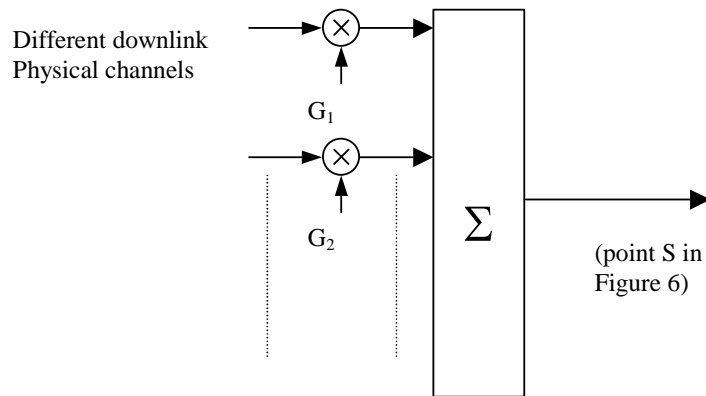 Different downlink
Physical channels
G₁
G₂
Σ
(point S in
Figure 6)